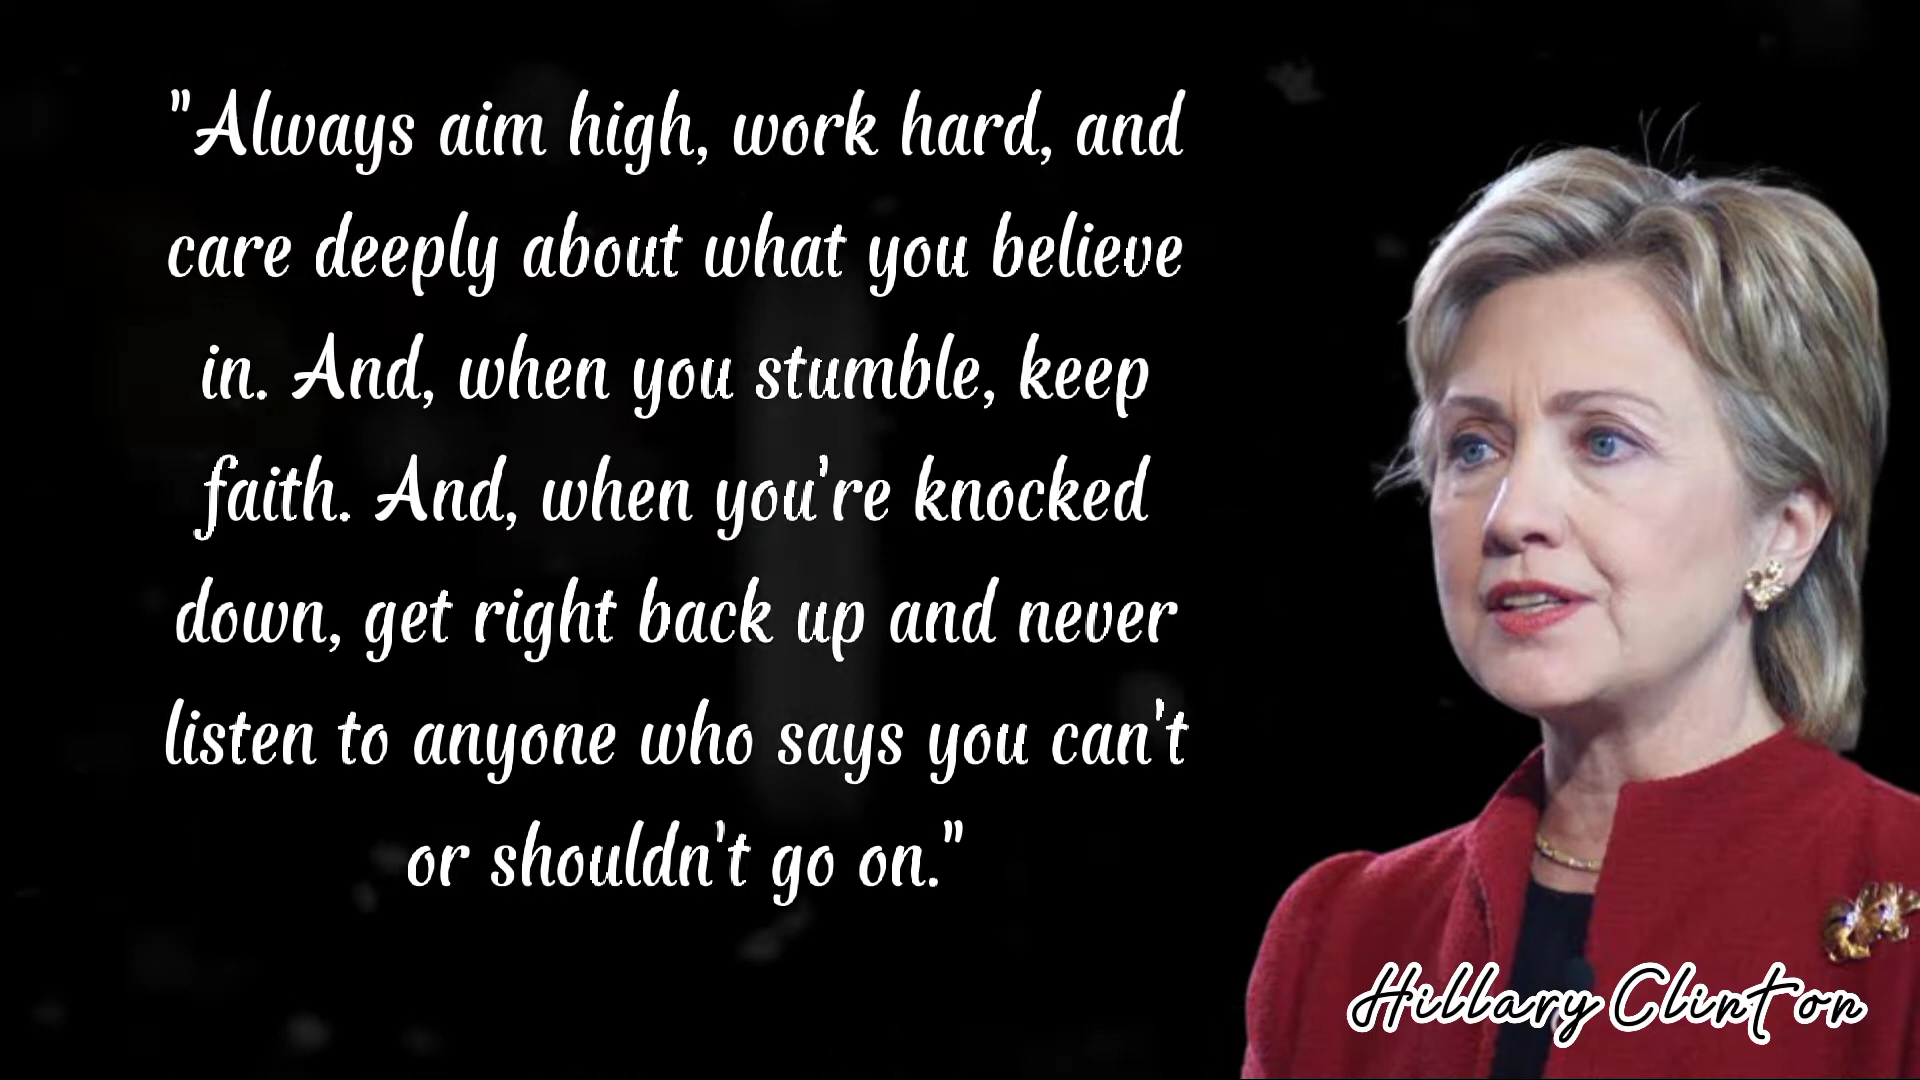 "Always aim high, work hard, and
care deeply about what you believe
in. And, when you stumble, keep
faith. And, when you're knocked
down, get right back up and never
listen to anyone who says you can't
or shouldn't go on."
Hillary Clinton